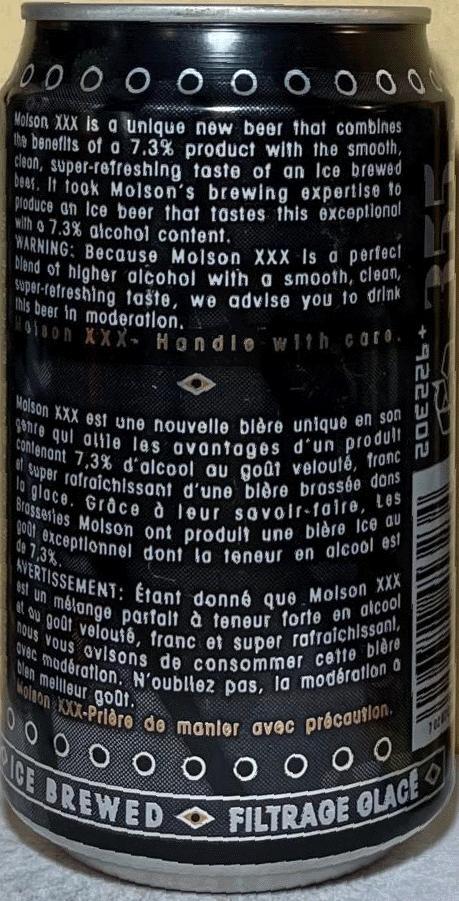 Molson XXX is a unique new beer that combines
the benefits of a 7.3% product with the smooth,
clean, super-refreshing taste of an Ice brewed
beer. It took Molson's brewing expertise to
produce an Ice beer that tastes this exceptional
with a 7.3% alcohol content.
WARNING: Because Molson XXX is a perfect
blend of higher alcohol with a smooth, clean,
super-refreshing taste, we advise you to drink
this beer in moderation.
Molson XXX- Handle with care.
Molson XXX est une nouvelle bière unique en son
genre qui allie les avantages d'un produit
contenant 7,3% d'alcool au goût velouté, franc
et super rafraîchissant d'une bière brassée dans
la glace. Grâce à leur savoir-faire, Les
Brasseries Molson ont produit une bière Ice au
goût exceptionnel dont la teneur en alcool est
de 7,3%.
AVERTISSEMENT: Étant donné que Molson XXX
est un mélange parfait à teneur forte en alcool
et au goût velouté, franc et super rafraîchissant,
nous vous avisons de consommer cette bière
avec modération. N'oubliez pas, la modération a
bien meilleur goût.
Molson XXX-Prière de manier avec précaution.
ICE BREWED FILTRAGE GLACÉ
355